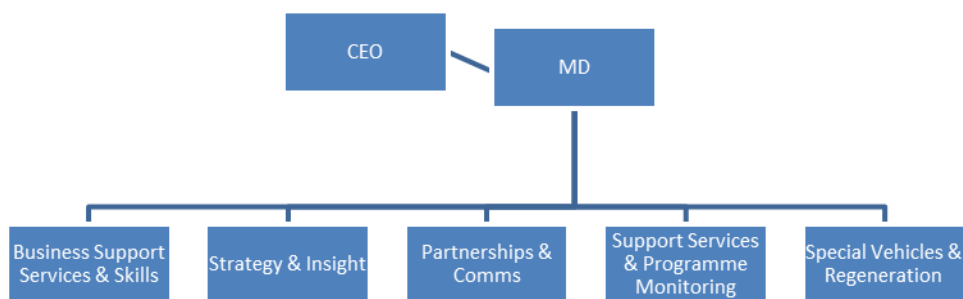 CEO
MD
Business Support
Services & Skills
Strategy & Insight
Partnerships &
Comms
Support Services
& Programme
Monitoring
Special Vehicles &
Regeneration